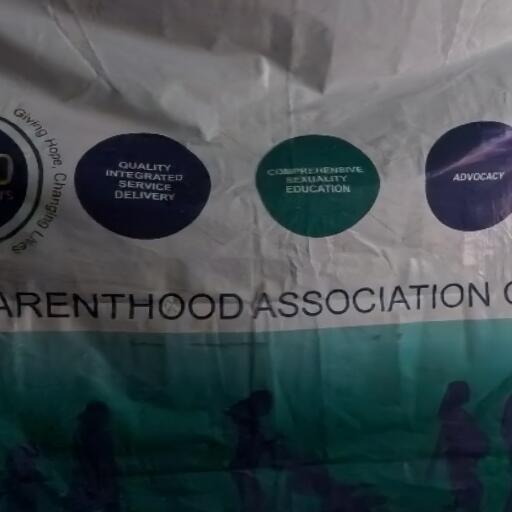 Giving Hope, Changing Lives
QUALITY
INTEGRATED
SERVICE
DELIVERY
COMPREHENSIVE
SEXUALITY
EDUCATION
ADVOCACY
ARENTHOOD ASSOCIATION